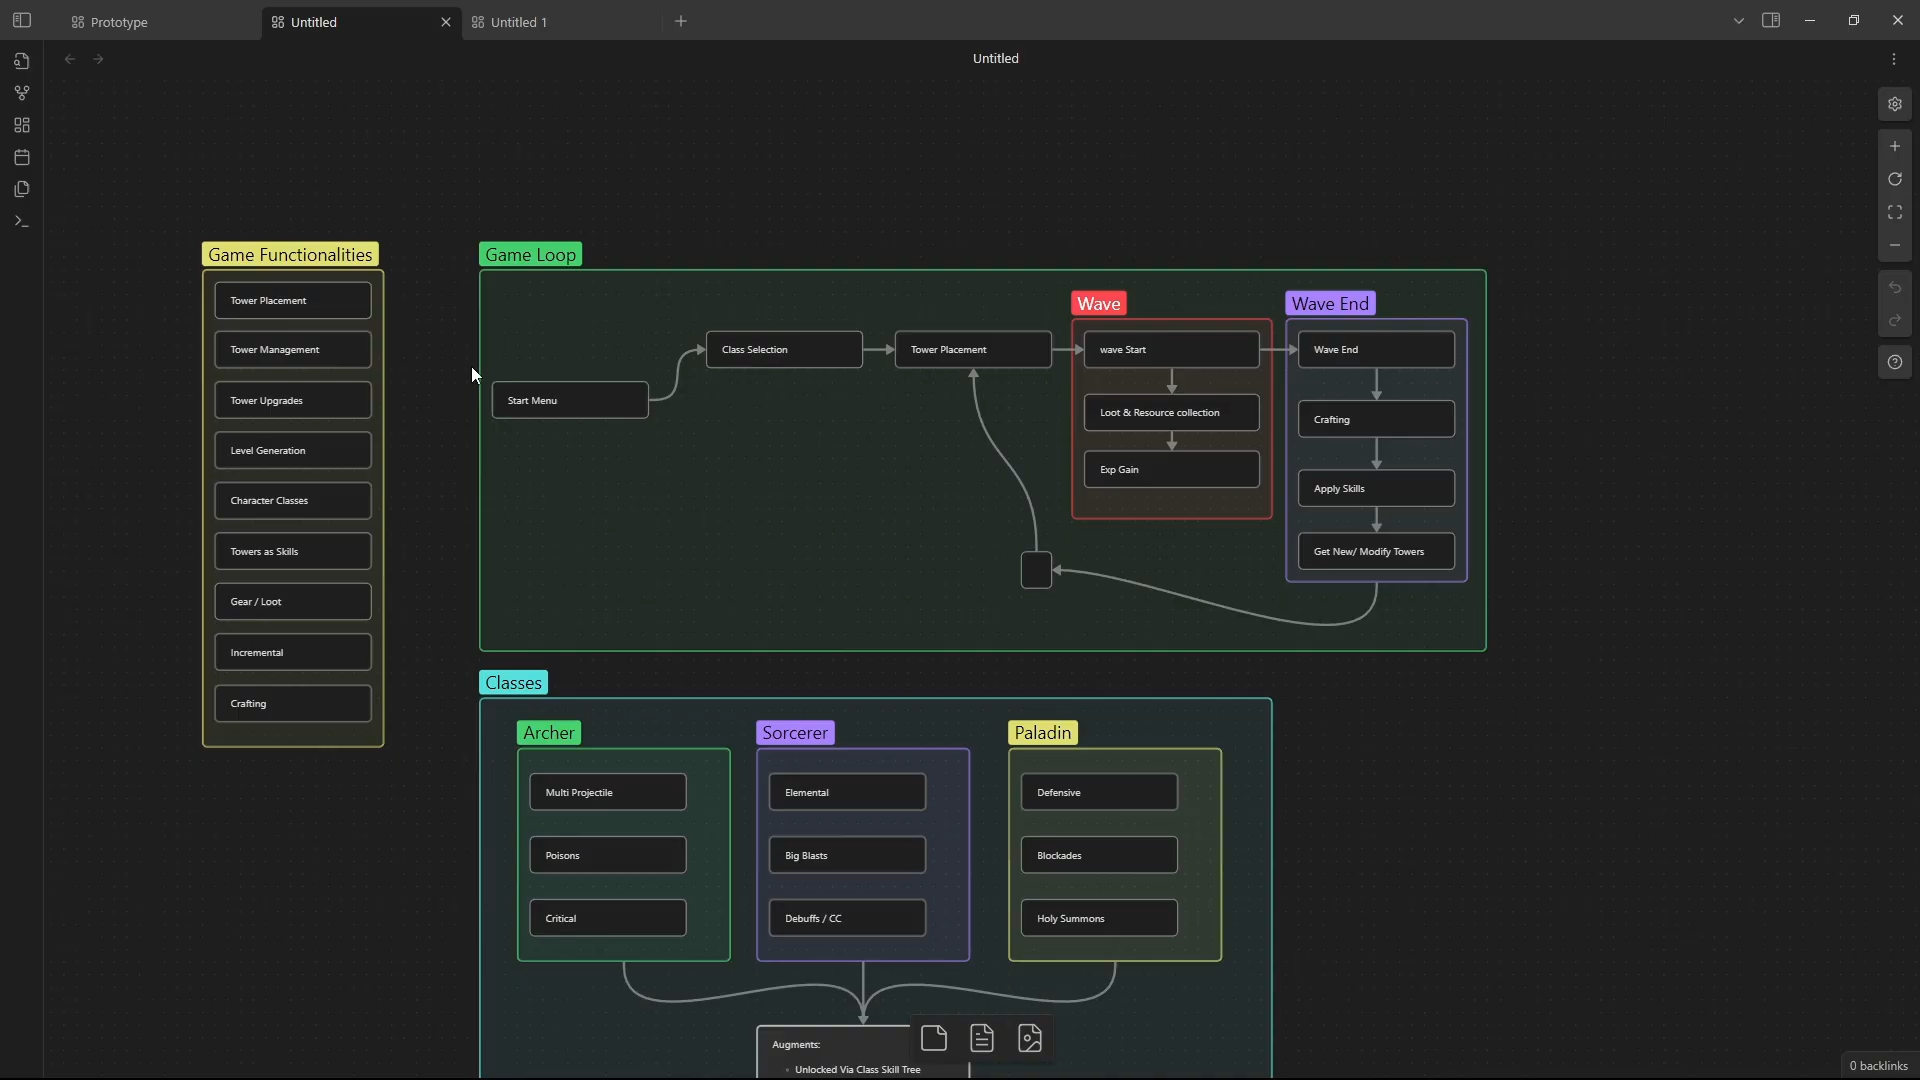 Prototype
Untitled
Untitled 1
Untitled
Game Functionalities
Tower Placement
Tower Management
Tower Upgrades
Level Generation
Character Classes
Towers as Skills
Gear / Loot
Incremental
Crafting
Game Loop
Start Menu
Class Selection
Tower Placement
Wave
wave Start
Loot & Resource collection
Exp Gain
Wave End
Wave End
Crafting
Apply Skills
Get New/ Modify Towers
Classes
Archer
Multi Projectile
Poisons
Critical
Sorcerer
Elemental
Big Blasts
Debuffs / CC
Paladin
Defensive
Blockades
Holy Summons
Augments:
Unlocked Via Class Skill Tree
0 backlinks